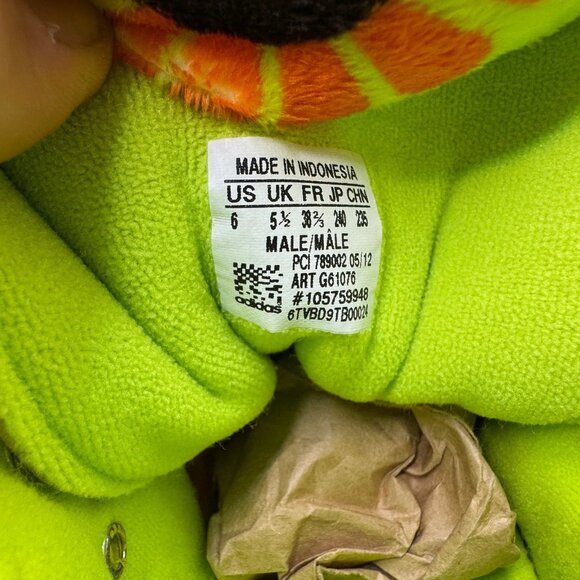 MADE IN INDONESIA
US UK FR JP CHN
6 5½ 38⅔ 240 235
MALE/MÂLE
PCI 789002 05/12
ART G61076
#105759948
adidas 6TVBD9TB00024